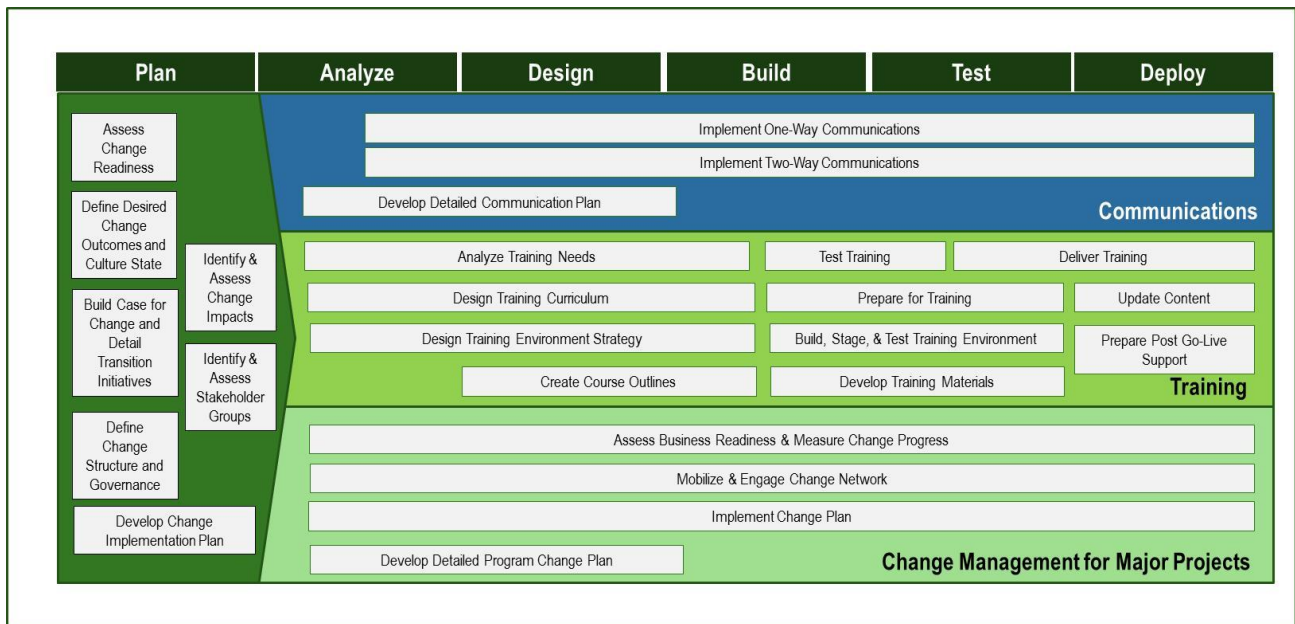 Plan
Analyze
Design
Build
Test
Deploy
Assess
Change
Readiness
Define Desired
Change
Outcomes and
Culture State
Build Case for
Change and
Detail
Transition
Initiatives
Define
Change
Structure and
Governance
Develop Change
Implementation Plan
Identify &
Assess
Change
Impacts
Identify &
Assess
Stakeholder
Groups
Implement One-Way Communications
Implement Two-Way Communications
Develop Detailed Communication Plan
Communications
Analyze Training Needs
Test Training
Deliver Training
Design Training Curriculum
Prepare for Training
Update Content
Design Training Environment Strategy
Build, Stage, & Test Training Environment
Prepare Post Go-Live
Support
Create Course Outlines
Develop Training Materials
Training
Assess Business Readiness & Measure Change Progress
Mobilize & Engage Change Network
Implement Change Plan
Develop Detailed Program Change Plan
Change Management for Major Projects